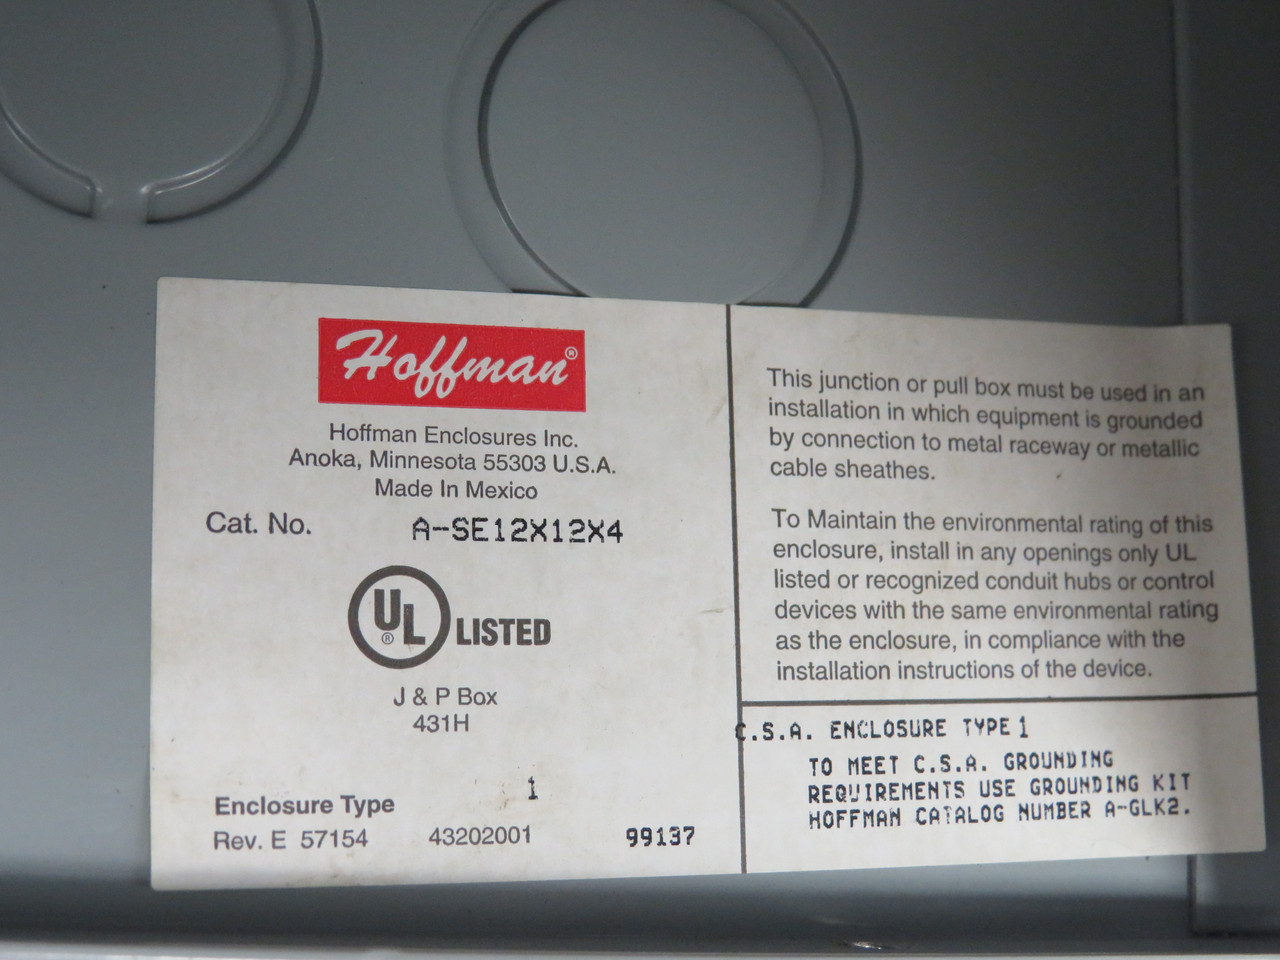 Hoffman®
Hoffman Enclosures Inc.
Anoka, Minnesota 55303 U.S.A.
Made In Mexico
Cat. No. A-SE12X12X4
UL® LISTED
J & P Box
431H
Enclosure Type 1
Rev. E 57154 43202001 99137
This junction or pull box must be used in an
installation in which equipment is grounded
by connection to metal raceway or metallic
cable sheathes.
To Maintain the environmental rating of this
enclosure, install in any openings only UL
listed or recognized conduit hubs or control
devices with the same environmental rating
as the enclosure, in compliance with the
installation instructions of the device.
C.S.A. ENCLOSURE TYPE 1
TO MEET C.S.A. GROUNDING
REQUIREMENTS USE GROUNDING KIT
HOFFMAN CATALOG NUMBER A-GLK2.